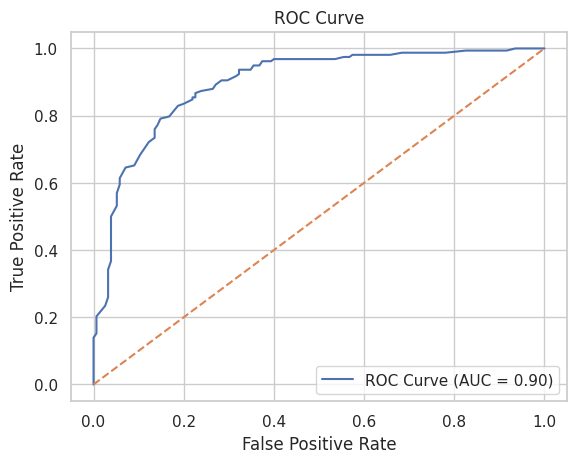 ROC Curve
1.0
0.8
0.6
0.4
0.2
0.0
True Positive Rate
ROC Curve (AUC = 0.90)
0.0 0.2 0.4 0.6 0.8 1.0
False Positive Rate